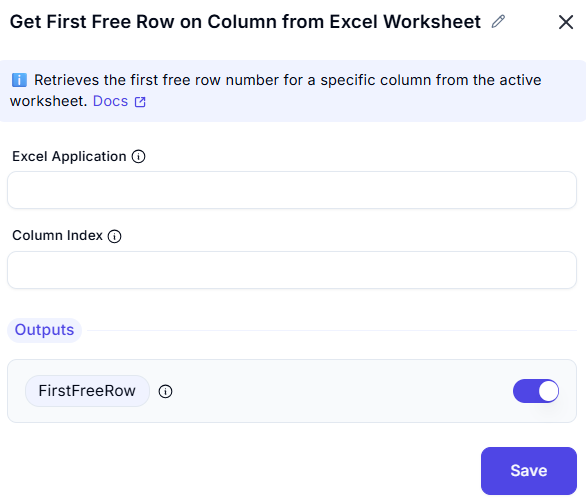 Get First Free Row on Column from Excel Worksheet
Retrieves the first free row number for a specific column from the active
worksheet. Docs
Excel Application
Column Index
Outputs
FirstFreeRow
Save